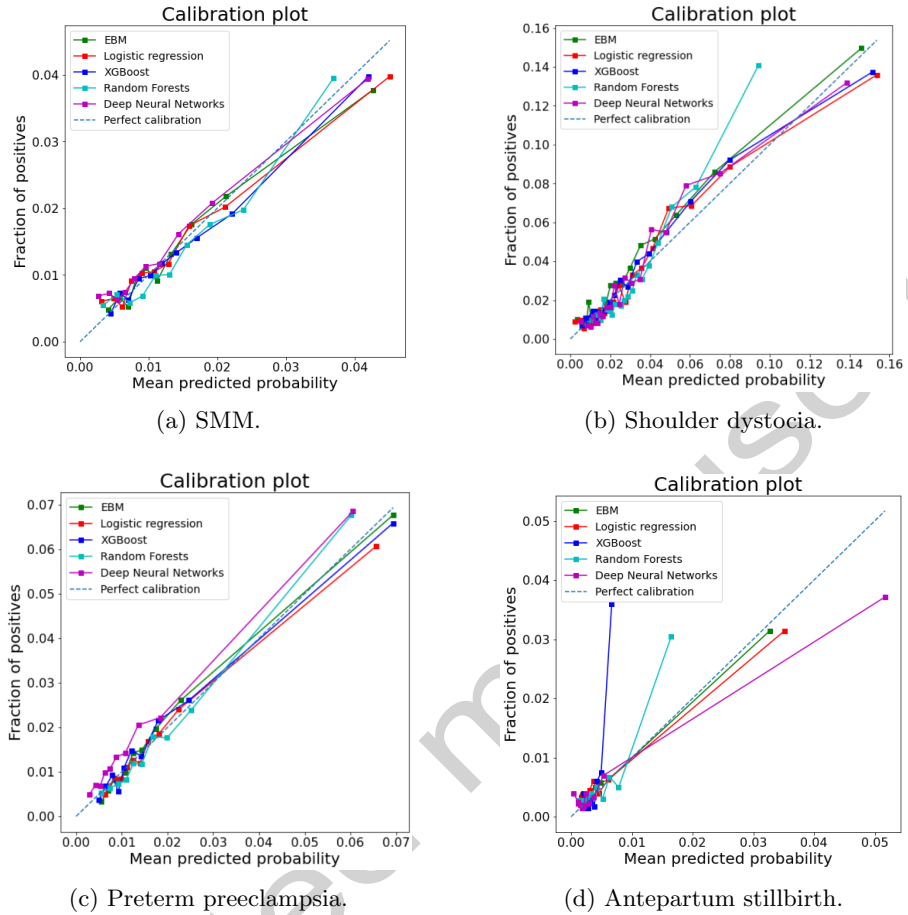 Calibration plot
EBM
Logistic regression
XGBoost
Random Forests
Deep Neural Networks
Perfect calibration
Fraction of positives
0.04
0.03
0.02
0.01
0.00
0.00 0.01 0.02 0.03 0.04
Mean predicted probability
(a) SMM.
Calibration plot
EBM
Logistic regression
XGBoost
Random Forests
Deep Neural Networks
Perfect calibration
Fraction of positives
0.16
0.14
0.12
0.10
0.08
0.06
0.04
0.02
0.00
0.00 0.02 0.04 0.06 0.08 0.10 0.12 0.14 0.16
Mean predicted probability
(b) Shoulder dystocia.
Calibration plot
EBM
Logistic regression
XGBoost
Random Forests
Deep Neural Networks
Perfect calibration
Fraction of positives
0.07
0.06
0.05
0.04
0.03
0.02
0.01
0.00
0.00 0.01 0.02 0.03 0.04 0.05 0.06 0.07
Mean predicted probability
(c) Preterm preeclampsia.
Calibration plot
EBM
Logistic regression
XGBoost
Random Forests
Deep Neural Networks
Perfect calibration
Fraction of positives
0.05
0.04
0.03
0.02
0.01
0.00
0.00 0.01 0.02 0.03 0.04 0.05
Mean predicted probability
(d) Antepartum stillbirth.